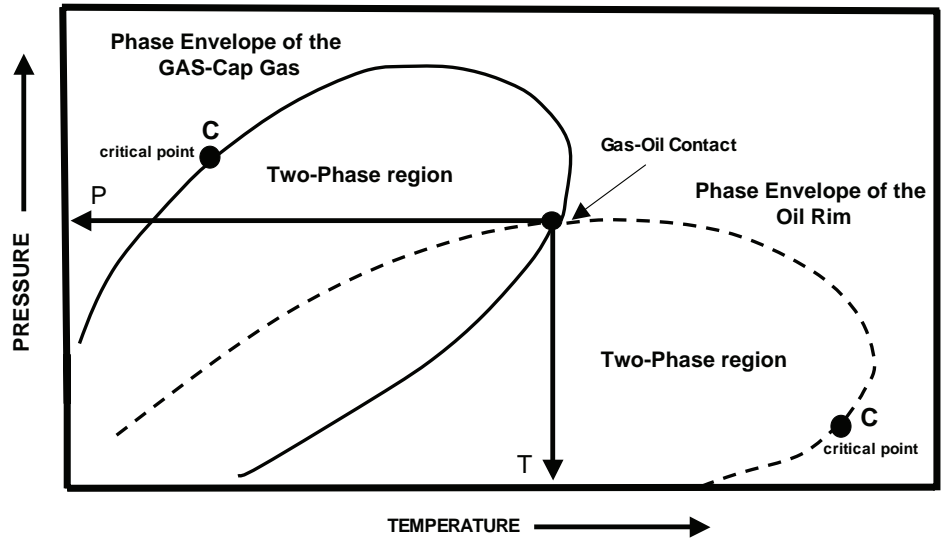 Phase Envelope of the
GAS-Cap Gas
C
critical point
Two-Phase region
Gas-Oil Contact
P
Phase Envelope of the
Oil Rim
PRESSURE
Two-Phase region
C
critical point
T
TEMPERATURE